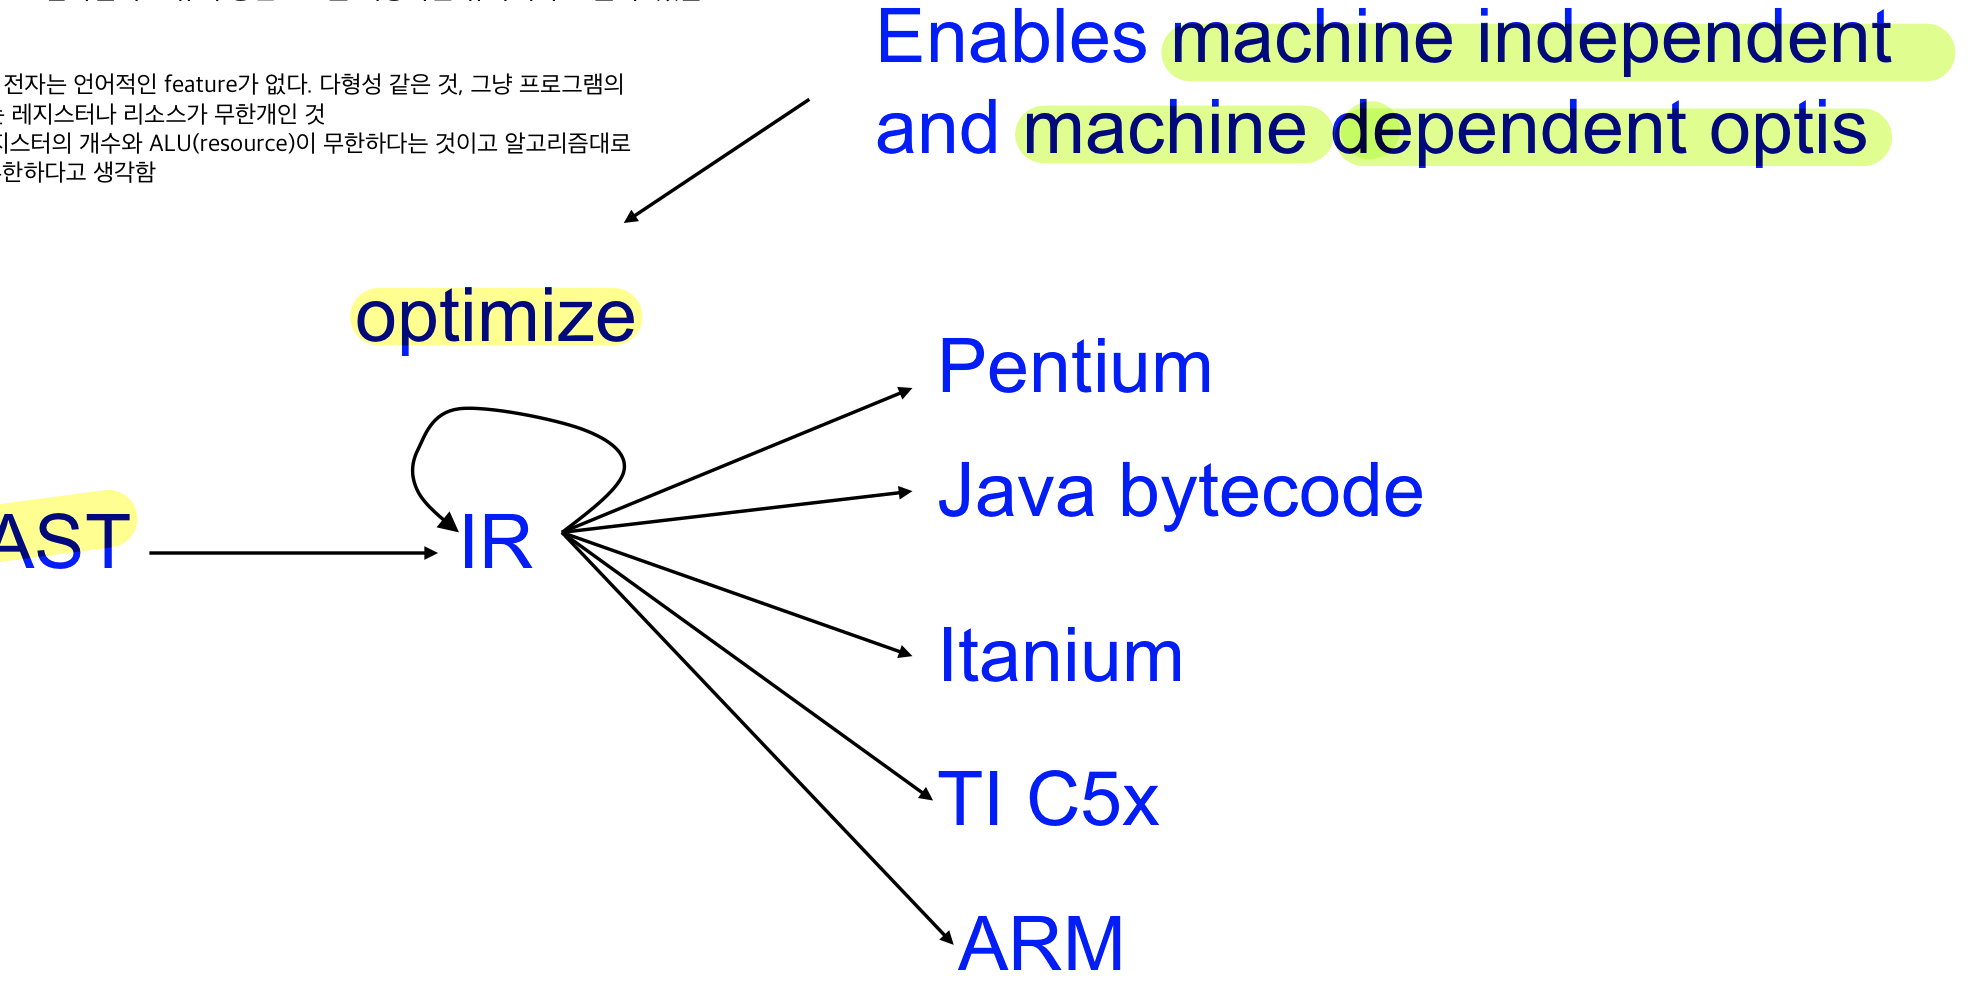 Enables machine independent
and machine dependent optis
전자는 언어적인 feature가 없다. 다형성 같은 것, 그냥 프로그램의
레지스터나 리소스가 무한개인 것
지스터의 개수와 ALU(resource)이 무한하다는 것이고 알고리즘대로
한하다고 생각함
optimize
Pentium
Java bytecode
AST
IR
Itanium
TI C5x
ARM